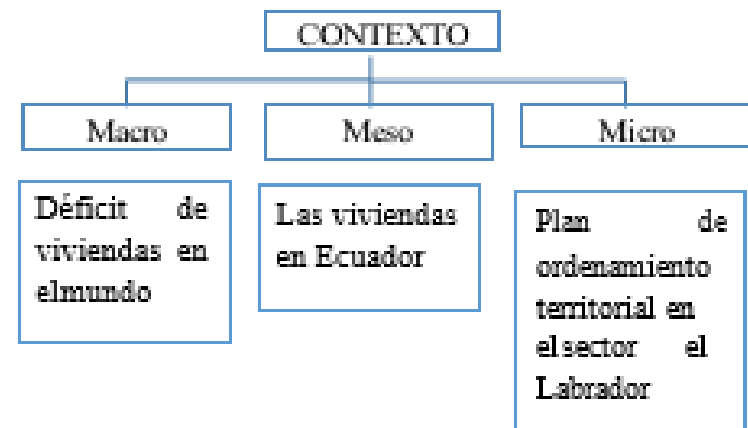 CONTEXTO
Macro
Meso
Micro
Déficit de
viviendas en
elmundo
Las viviendas
en Ecuador
Plan de
ordenamiento
territorial en
elsector el
Labrador